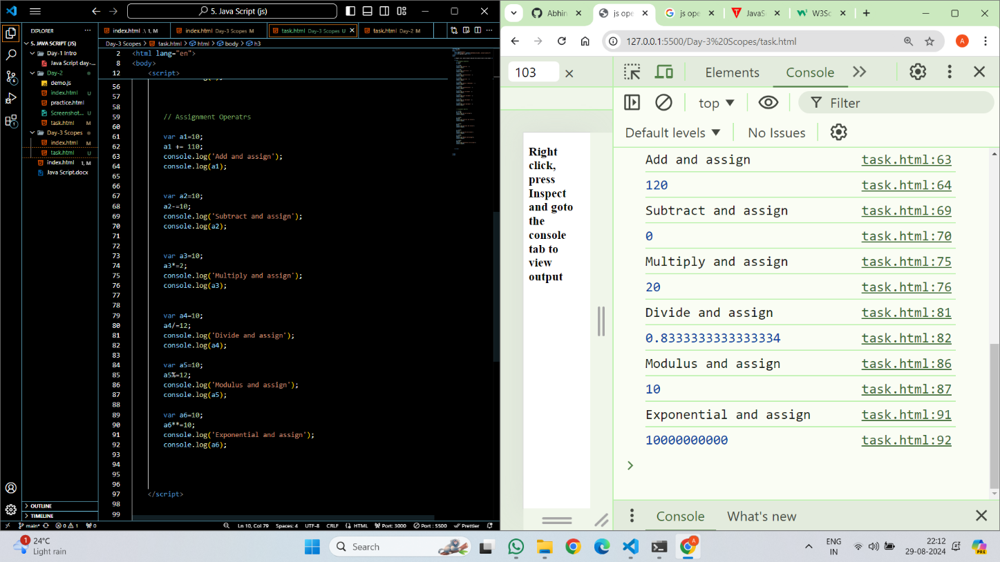 5. Java Script (js)
EXPLORER
5. JAVA SCRIPT (JS)
Day-1 Intro
Java Script day-...
Day-2
demo.js
index.html U
practice.html
Screenshot... U
task.html M
Day-3 Scopes
index.html M
task.html U
index.html 1, M
Java Script.docx
OUTLINE
TIMELINE
index.html .\ 1, M
index.html Day-3 Scopes M
task.html Day-3 Scopes U
task.html Day-2 M
Day-3 Scopes > task.html > html > body > h3
2 <html lang="en">
8 <body>
12 <script>
56
57
58
59 // Assignment Operatrs
60
61 var a1=10;
62 a1 += 110;
63 console.log('Add and assign');
64 console.log(a1);
65
66
67 var a2=10;
68 a2-=10;
69 console.log('Subtract and assign');
70 console.log(a2);
71
72
73 var a3=10;
74 a3*=2;
75 console.log('Multiply and assign');
76 console.log(a3);
77
78
79 var a4=10;
80 a4/=12;
81 console.log('Divide and assign');
82 console.log(a4);
83
84 var a5=10;
85 a5%=12;
86 console.log('Modulus and assign');
87 console.log(a5);
88
89 var a6=10;
90 a6**=10;
91 console.log('Exponential and assign');
92 console.log(a6);
93
94
95
96
97 </script>
98
99
6
1
main* 0 1 0
Ln 10, Col 79 Spaces: 4 UTF-8 CRLF HTML Port: 3000 Port : 5500 Prettier
Abhin
js ope
js ope
JavaS
W3Sc
127.0.0.1:5500/Day-3%20Scopes/task.html
A
103
Elements Console
top
Filter
Default levels No Issues
Right
click,
press
Inspect
and goto
the
console
tab to
view
output
Add and assign task.html:63
120 task.html:64
Subtract and assign task.html:69
0 task.html:70
Multiply and assign task.html:75
20 task.html:76
Divide and assign task.html:81
0.8333333333333334 task.html:82
Modulus and assign task.html:86
10 task.html:87
Exponential and assign task.html:91
10000000000 task.html:92
Console What's new
1
24°C
Light rain
Search
A
ENG
IN
22:12
29-08-2024
PRE